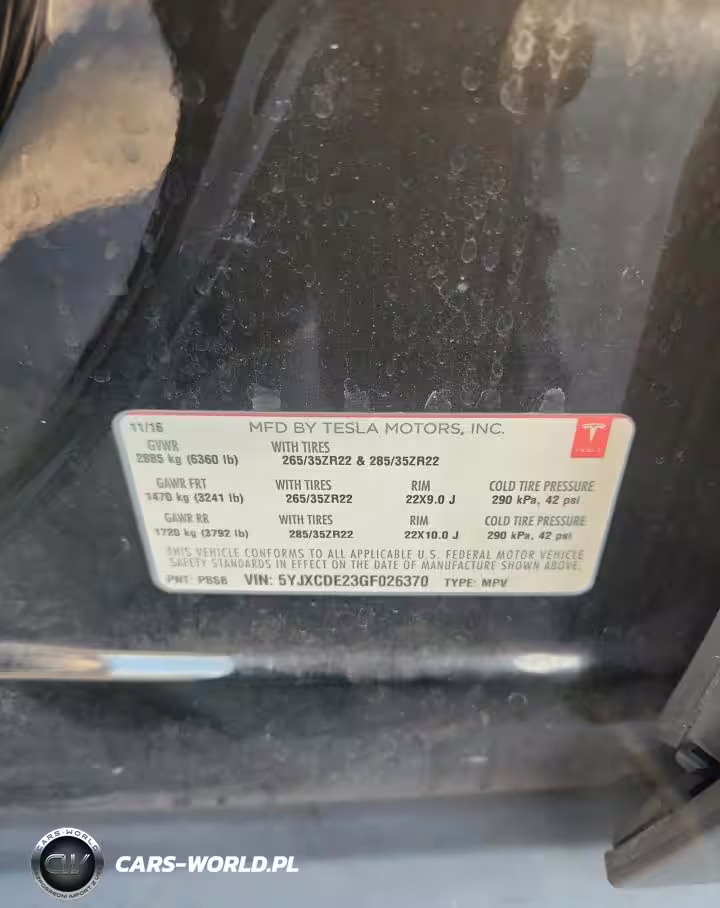 11/16 MFD BY TESLA MOTORS, INC.
GVWR WITH TIRES
2885 kg (6360 lb) 265/35ZR22 & 285/35ZR22
TESLA
GAWR FRT WITH TIRES RIM COLD TIRE PRESSURE
1470 kg (3241 lb) 265/35ZR22 22X9.0 J 290 kPa, 42 psi
GAWR RR WITH TIRES RIM COLD TIRE PRESSURE
1720 kg (3792 lb) 285/35ZR22 22X10.0 J 290 kPa, 42 psi
THIS VEHICLE CONFORMS TO ALL APPLICABLE U.S. FEDERAL MOTOR VEHICLE
SAFETY STANDARDS IN EFFECT ON THE DATE OF MANUFACTURE SHOWN ABOVE.
PNT: PBSB VIN: 5YJXCDE23GF026370 TYPE: MPV
CARS-WORLD
CW
CARS-WORLD.PL